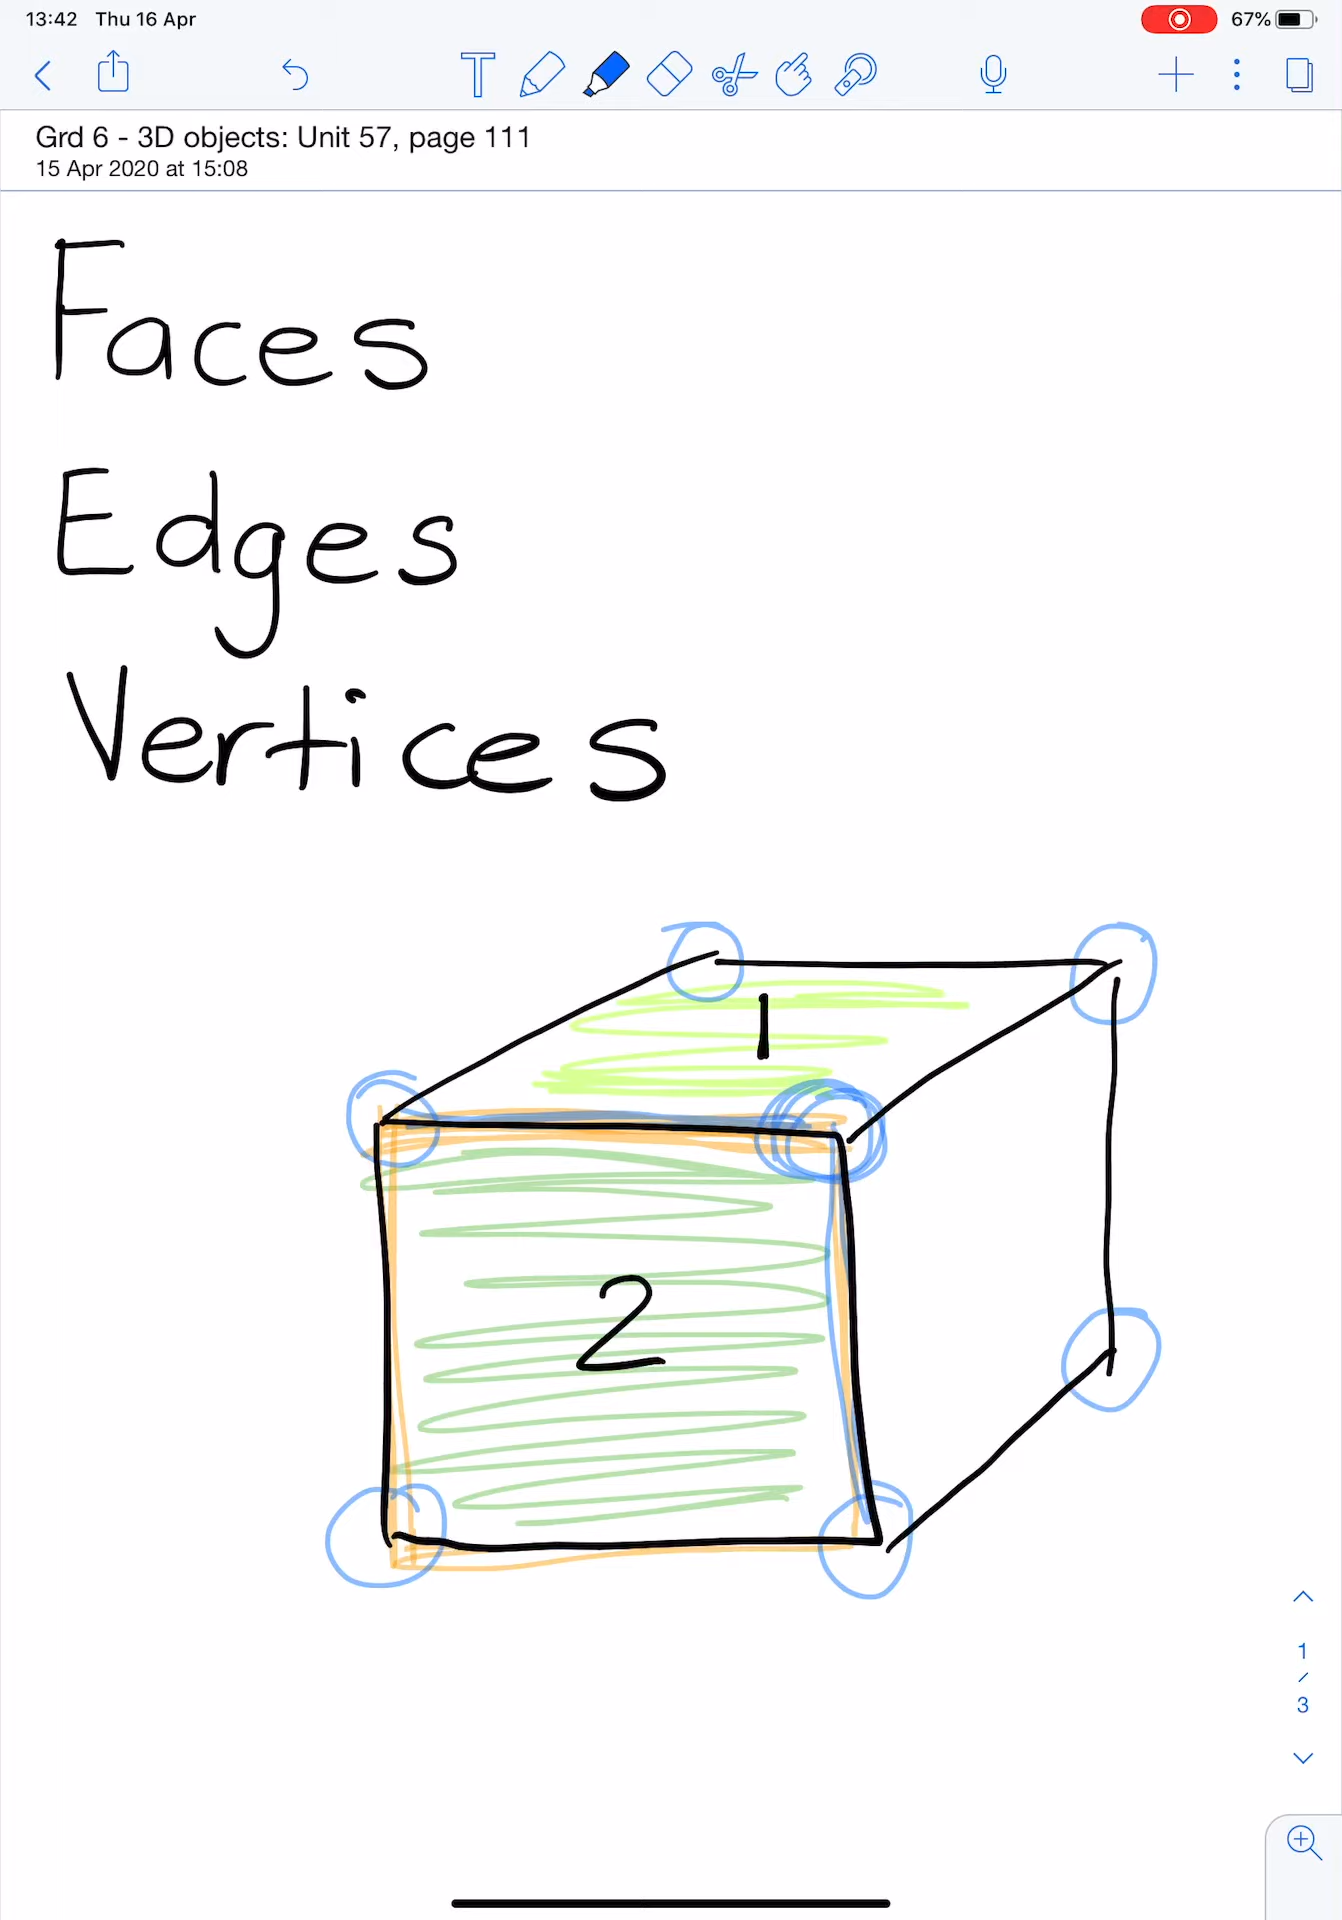 13:42 Thu 16 Apr
67%
T
Grd 6 - 3D objects: Unit 57, page 111
15 Apr 2020 at 15:08
Faces
Edges
Vertices
1
2
1
/
3